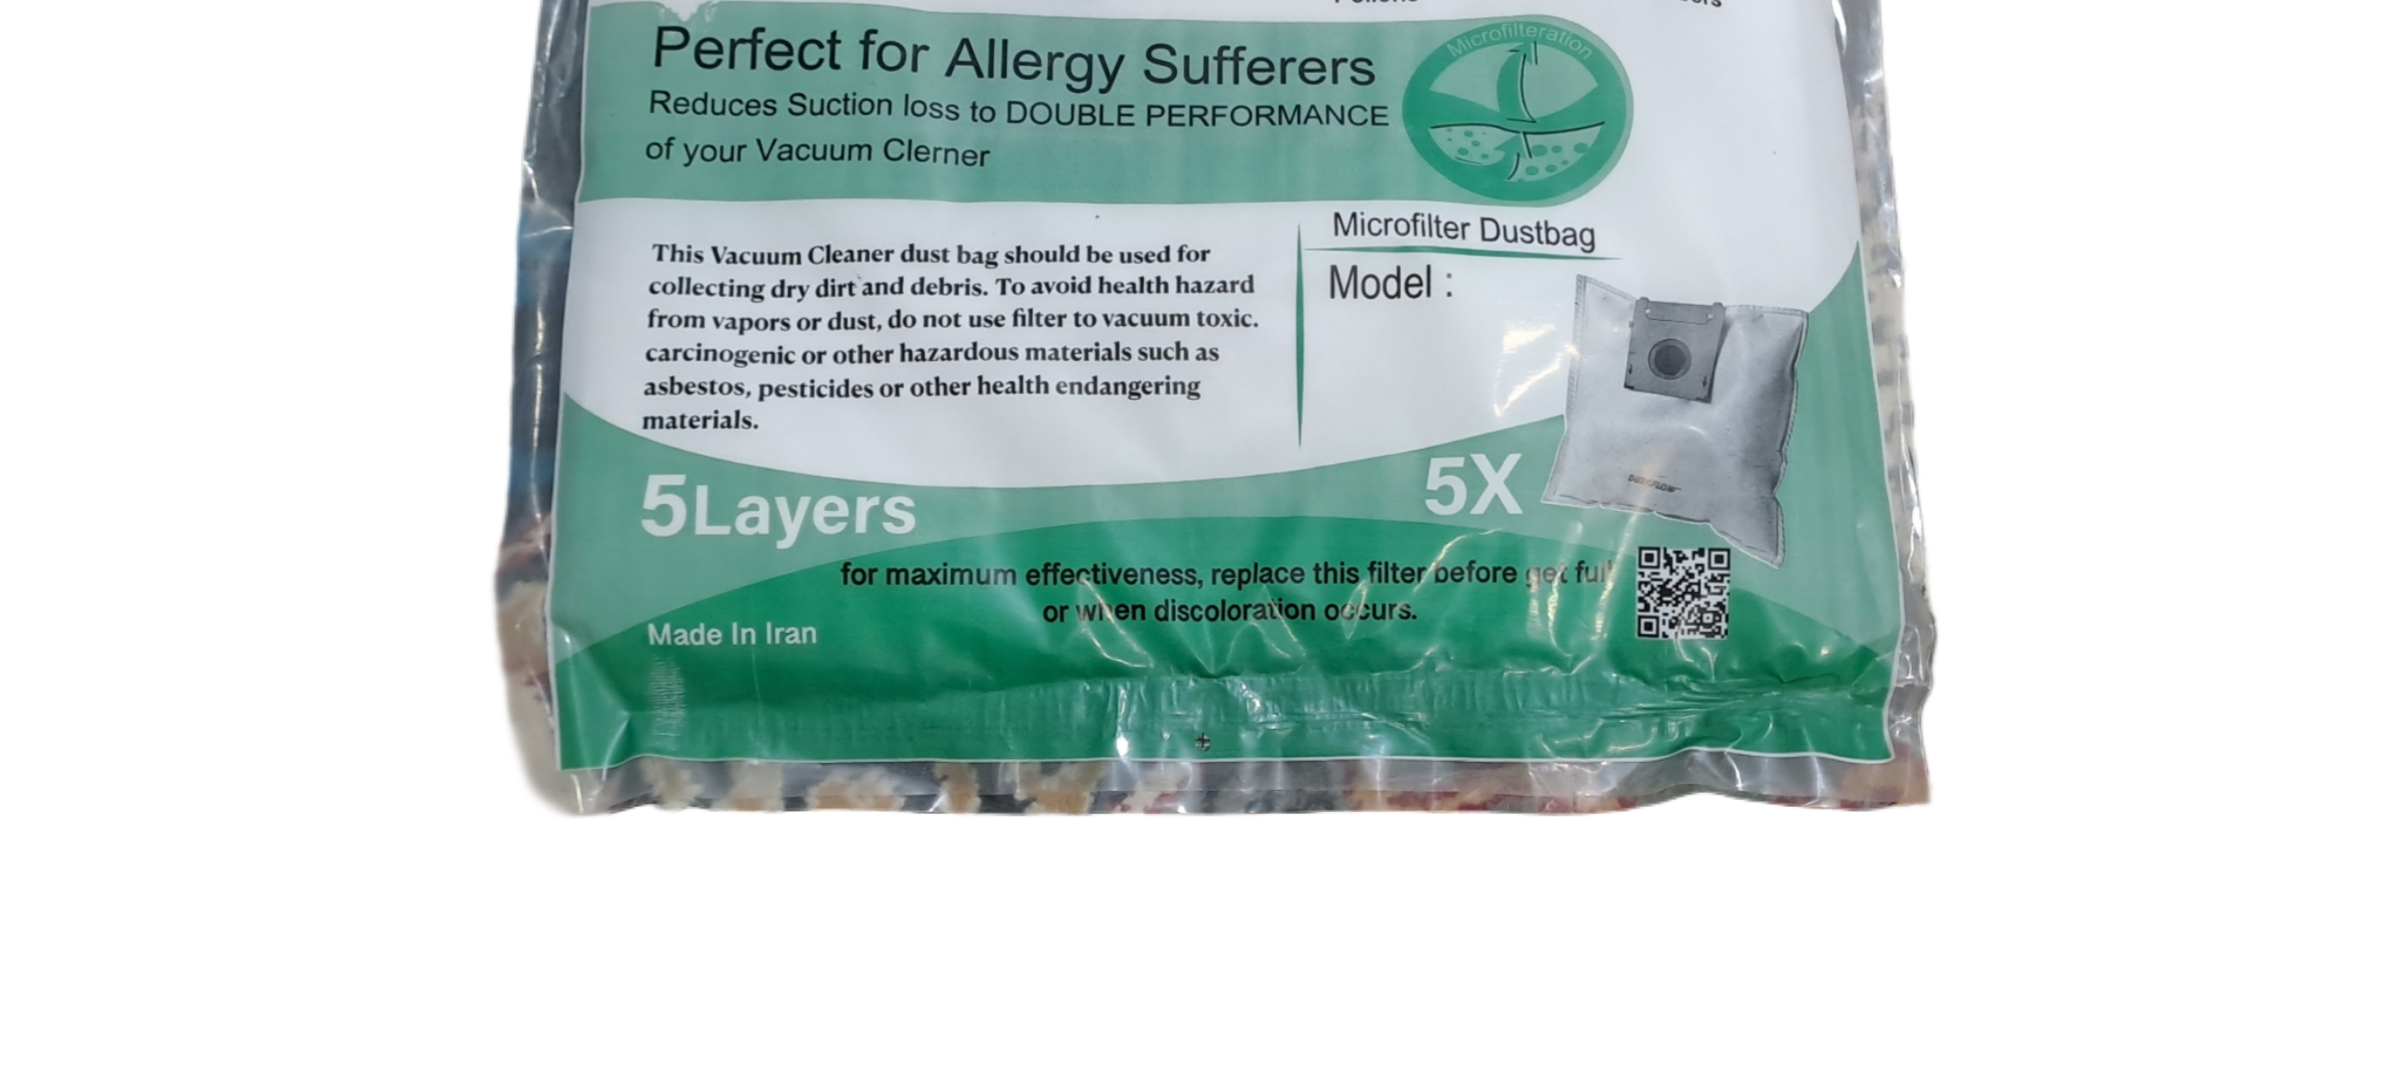 Perfect for Allergy Sufferers
Microfilteration
Reduces Suction loss to DOUBLE PERFORMANCE
of your Vacuum Clerner
This Vacuum Cleaner dust bag should be used for
collecting dry dirt and debris. To avoid health hazard
from vapors or dust, do not use filter to vacuum toxic.
carcinogenic or other hazardous materials such as
asbestos, pesticides or other health endangering
materials.
Microfilter Dustbag
Model :
5Layers
5X
for maximum effectiveness, replace this filter before get full
or when discoloration occurs.
Made In Iran